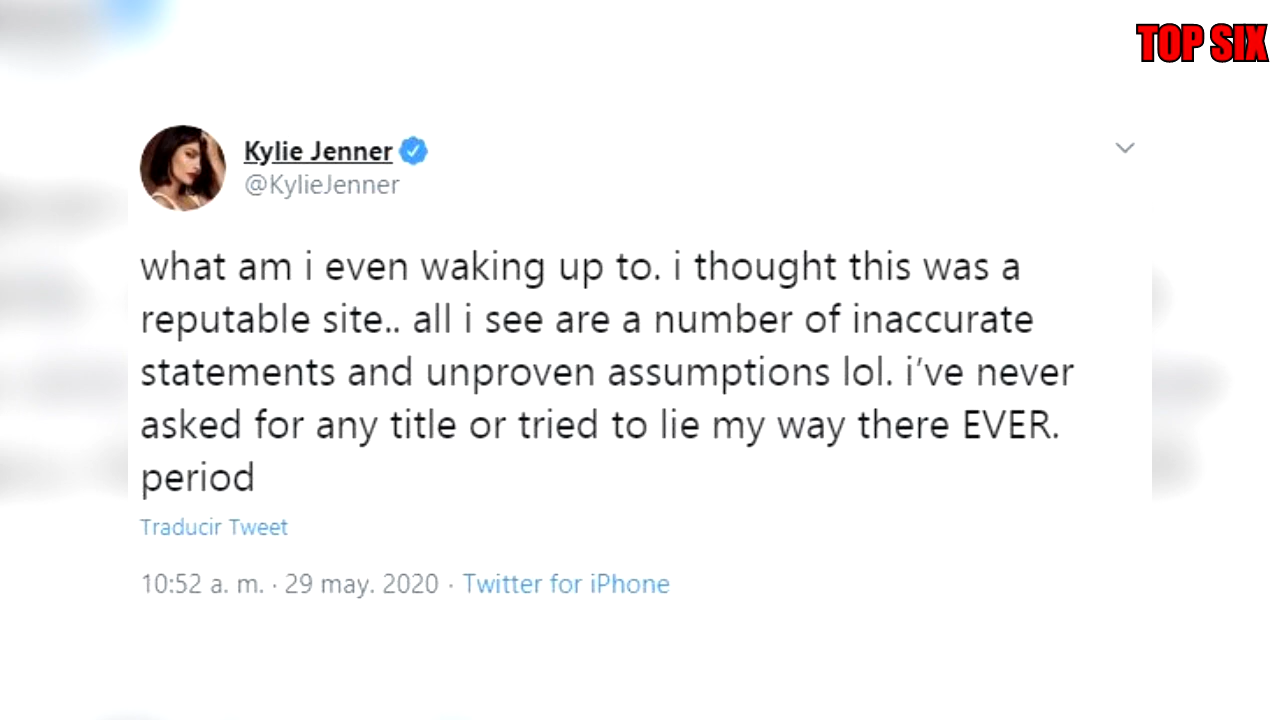 TOP SIX
Kylie Jenner
@KylieJenner
what am i even waking up to. i thought this was a
reputable site.. all i see are a number of inaccurate
statements and unproven assumptions lol. i’ve never
asked for any title or tried to lie my way there EVER.
period
Traducir Tweet
10:52 a. m. · 29 may. 2020 · Twitter for iPhone